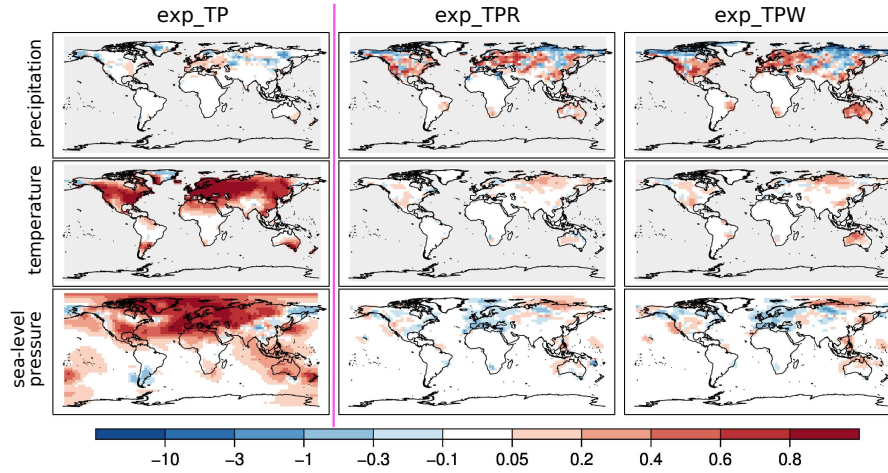 exp_TP exp_TPR exp_TPW
precipitation
temperature
sea-level
pressure
−10 −3 −1 −0.3 −0.1 0.05 0.2 0.4 0.6 0.8